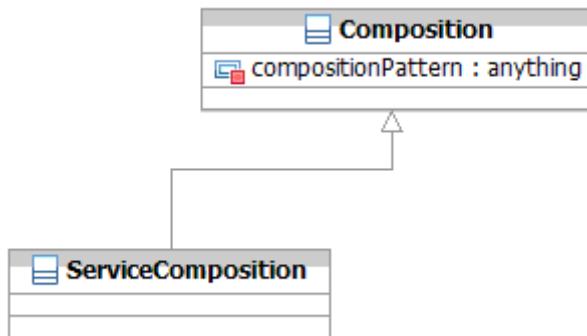 Composition
compositionPattern : anything
ServiceComposition